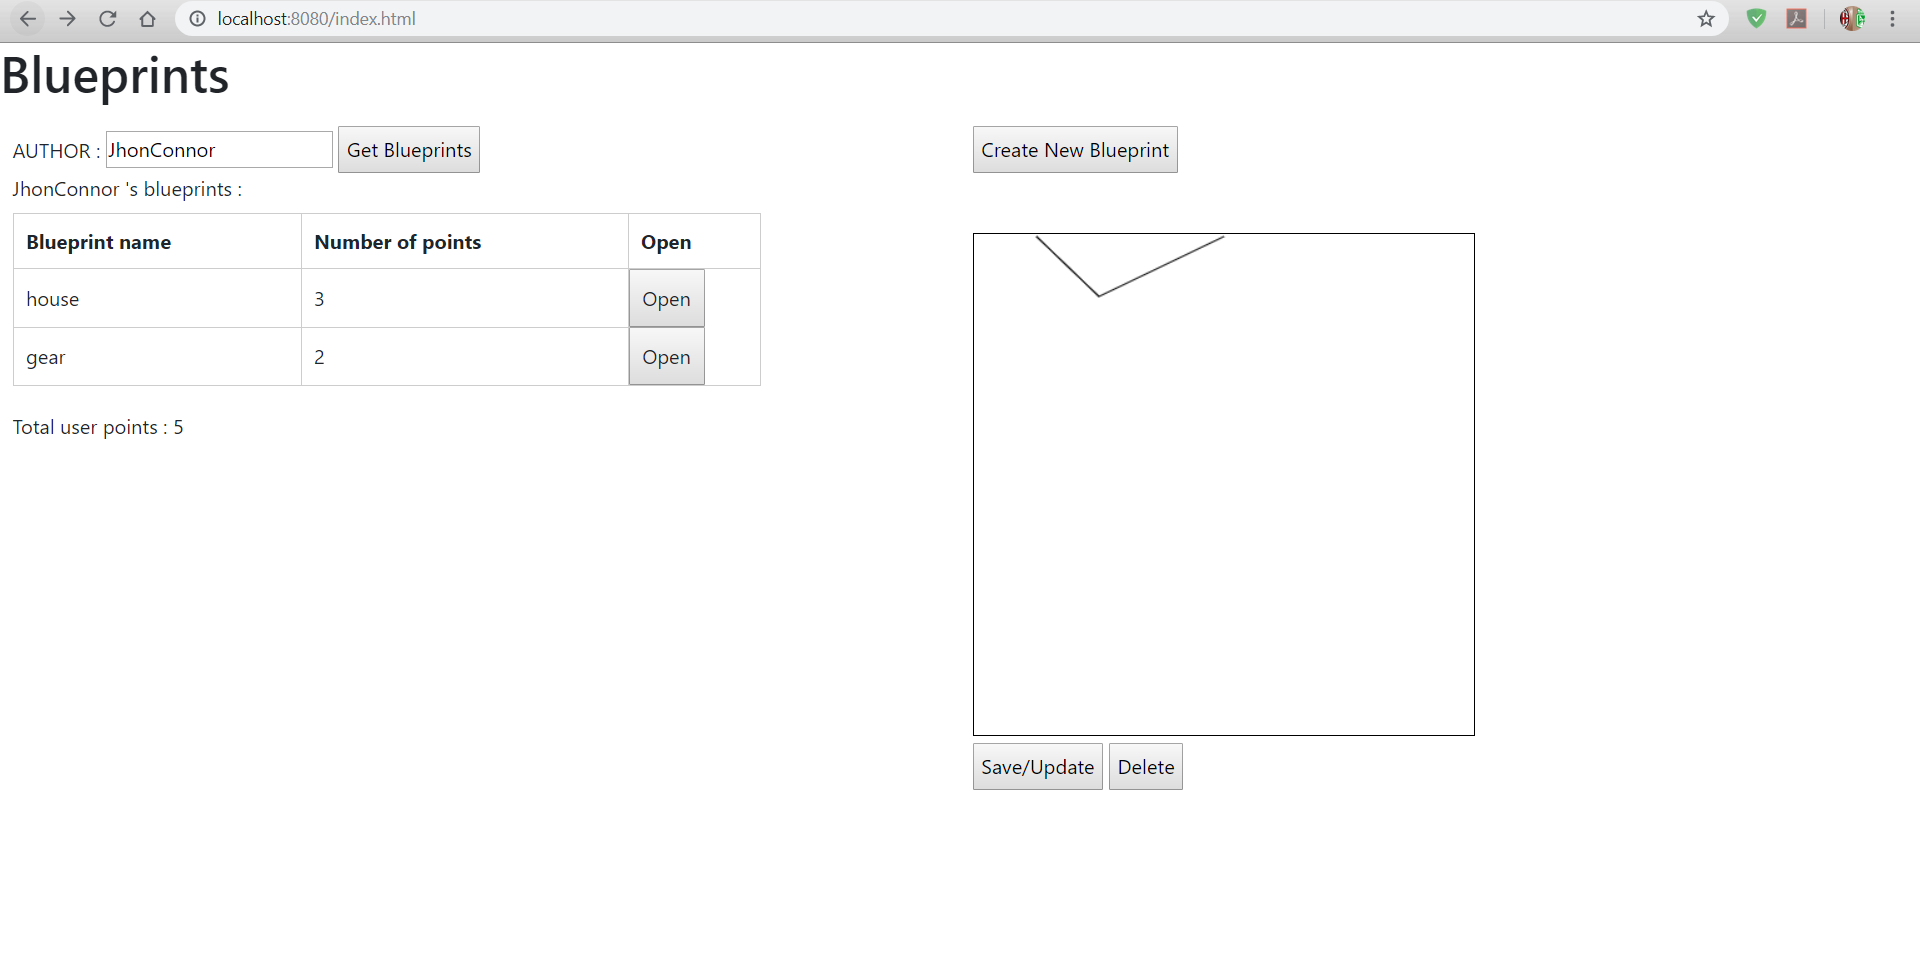 localhost:8080/index.html
Blueprints
AUTHOR : JhonConnor Get Blueprints
JhonConnor 's blueprints :
Blueprint name Number of points Open
house 3 Open
gear 2 Open
Total user points : 5
Create New Blueprint
Save/Update Delete